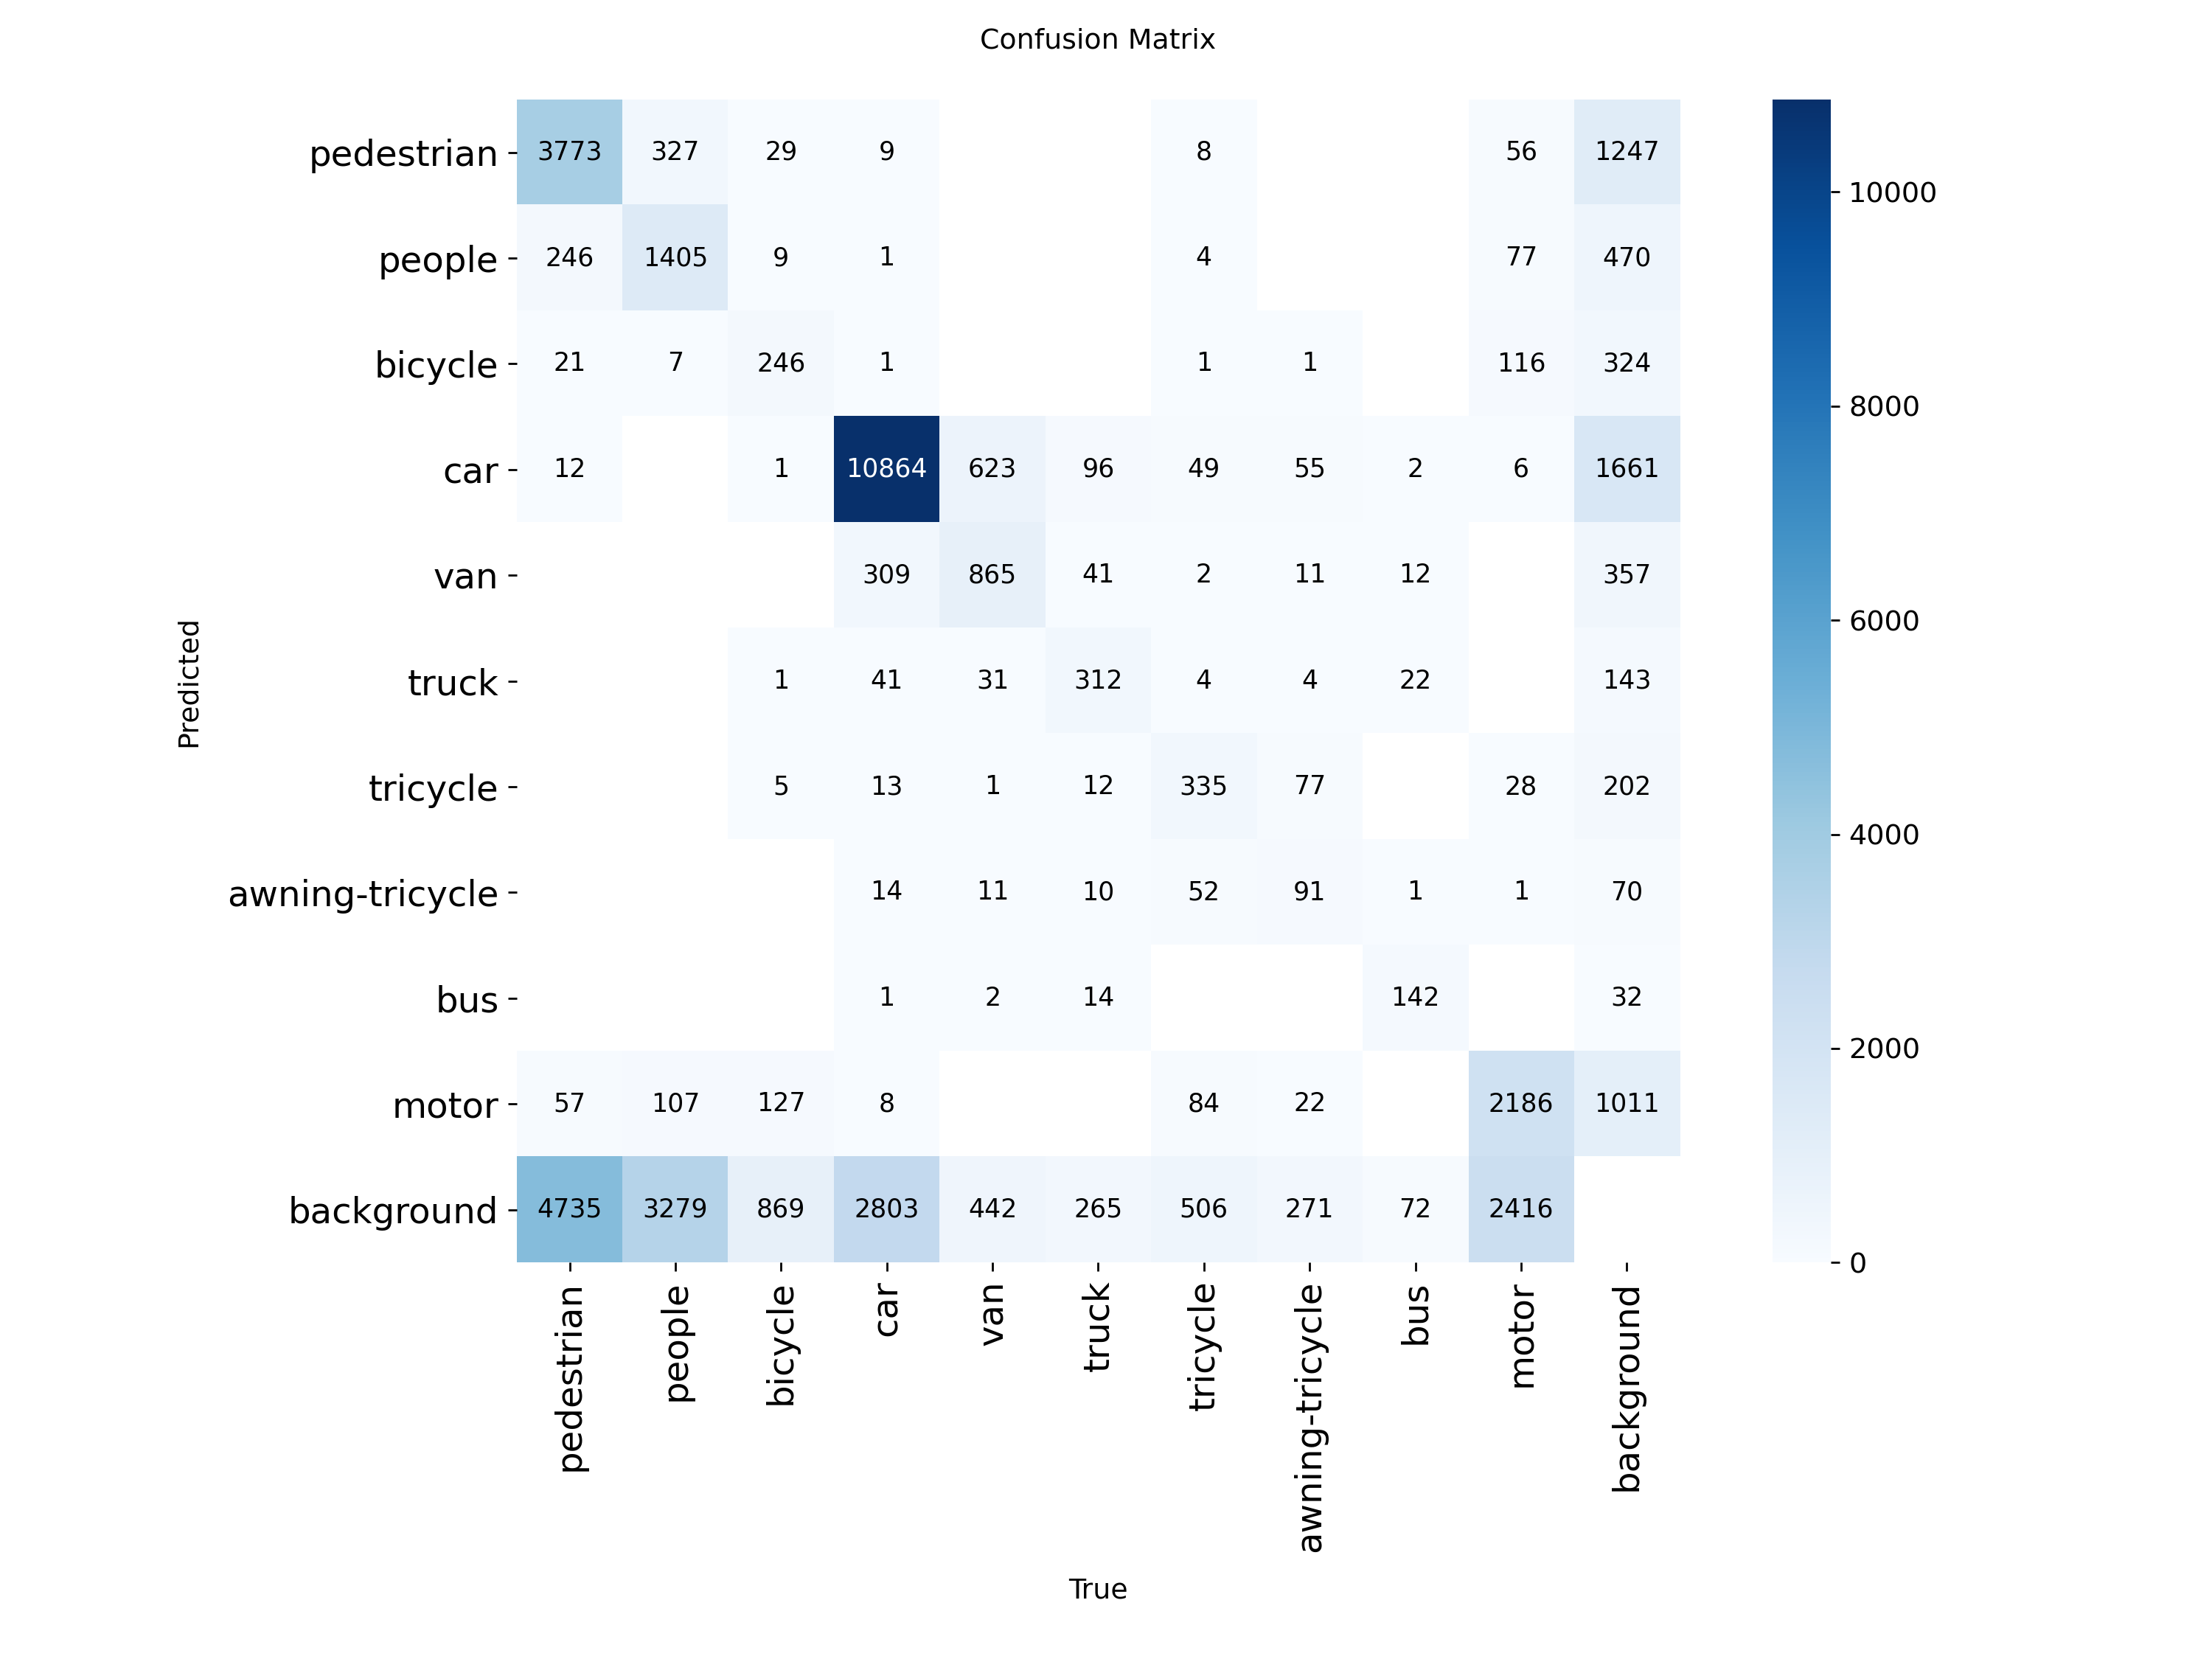 Confusion Matrix
pedestrian 3773 327 29 9 8 56 1247
people 246 1405 9 1 4 77 470
bicycle 21 7 246 1 1 1 116 324
car 12 1 10864 623 96 49 55 2 6 1661
van 309 865 41 2 11 12 357
truck 1 41 31 312 4 4 22 143
tricycle 5 13 1 12 335 77 28 202
awning-tricycle 14 11 10 52 91 1 1 70
bus 1 2 14 142 32
motor 57 107 127 8 84 22 2186 1011
background 4735 3279 869 2803 442 265 506 271 72 2416
Predicted
pedestrian people bicycle car van truck tricycle awning-tricycle bus motor background
True
10000
8000
6000
4000
2000
0